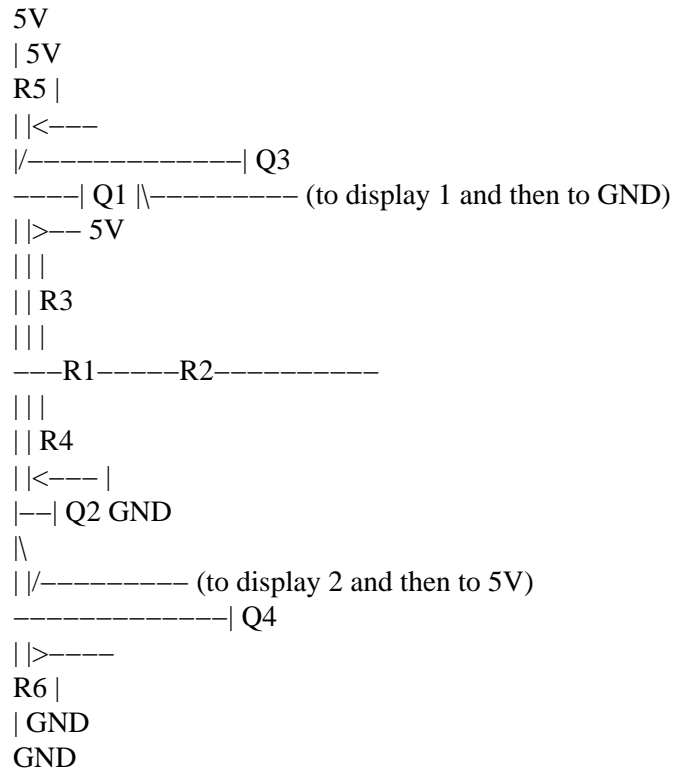 5V
| 5V
R5 |
| |<−−−
|/−−−−−−−−−−−−−| Q3
−−−−| Q1 |\−−−−−−−−− (to display 1 and then to GND)
| |>−− 5V
| | |
| | R3
| | |
−−−R1−−−−−R2−−−−−−−−−−
| | |
| | R4
| |<−−− |
|−−| Q2 GND
|\
| |/−−−−−−−−− (to display 2 and then to 5V)
−−−−−−−−−−−−−| Q4
| |>−−−−
R6 |
| GND
GND